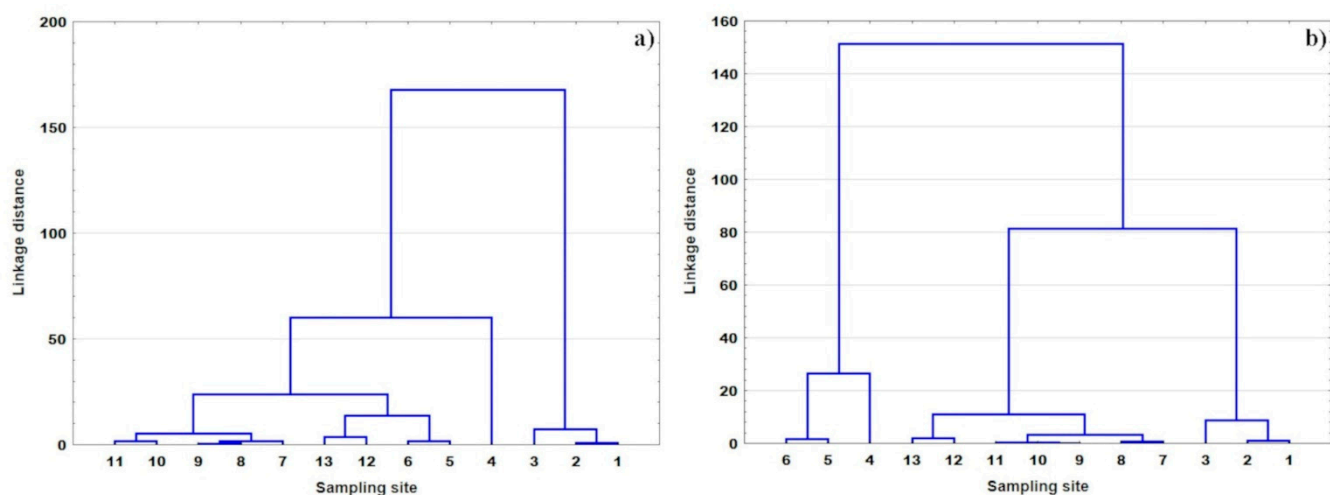 200
a)
150
100
50
0
Linkage distance
11 10 9 8 7 13 12 6 5 4 3 2 1
Sampling site
160
b)
140
120
100
80
60
40
20
0
Linkage distance
6 5 4 13 12 11 10 9 8 7 3 2 1
Sampling site